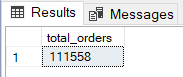 Results Messages
total_orders
1 111558